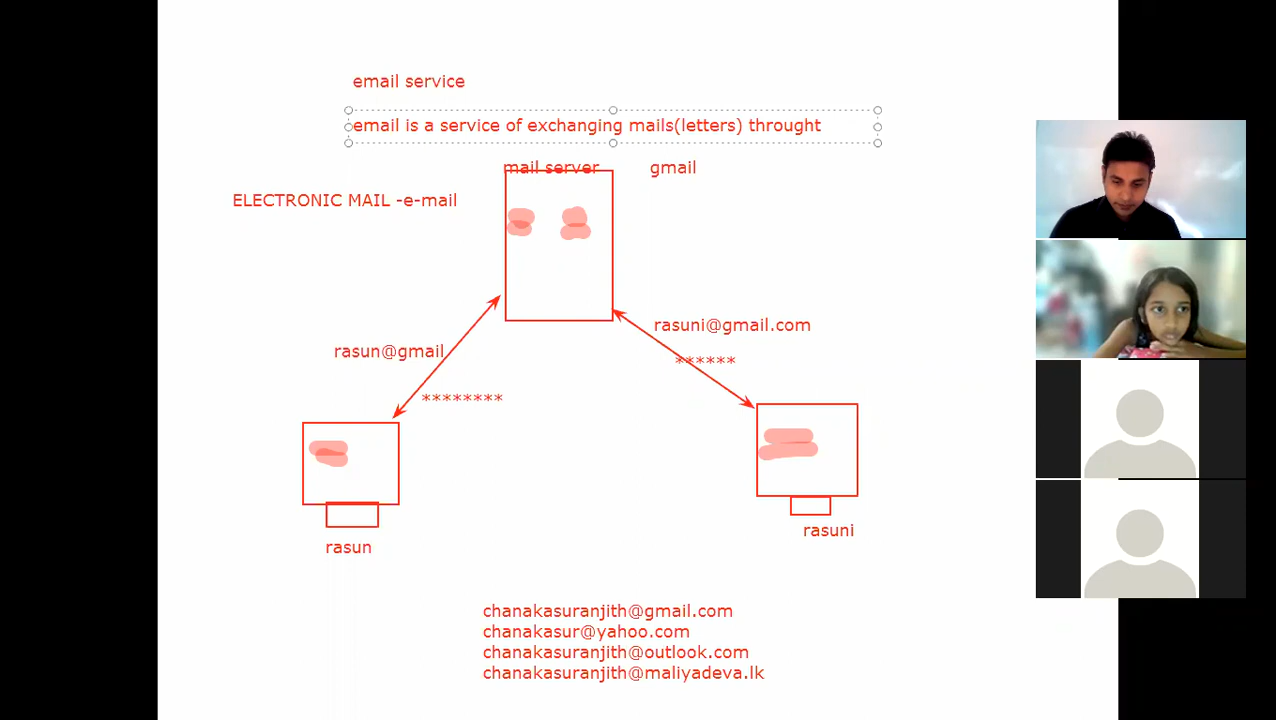 email service
email is a service of exchanging mails(letters) throught
mail server
gmail
ELECTRONIC MAIL -e-mail
rasuni@gmail.com
rasun@gmail
******
********
rasuni
rasun
chanakasuranjith@gmail.com
chanakasur@yahoo.com
chanakasuranjith@outlook.com
chanakasuranjith@maliyadeva.lk